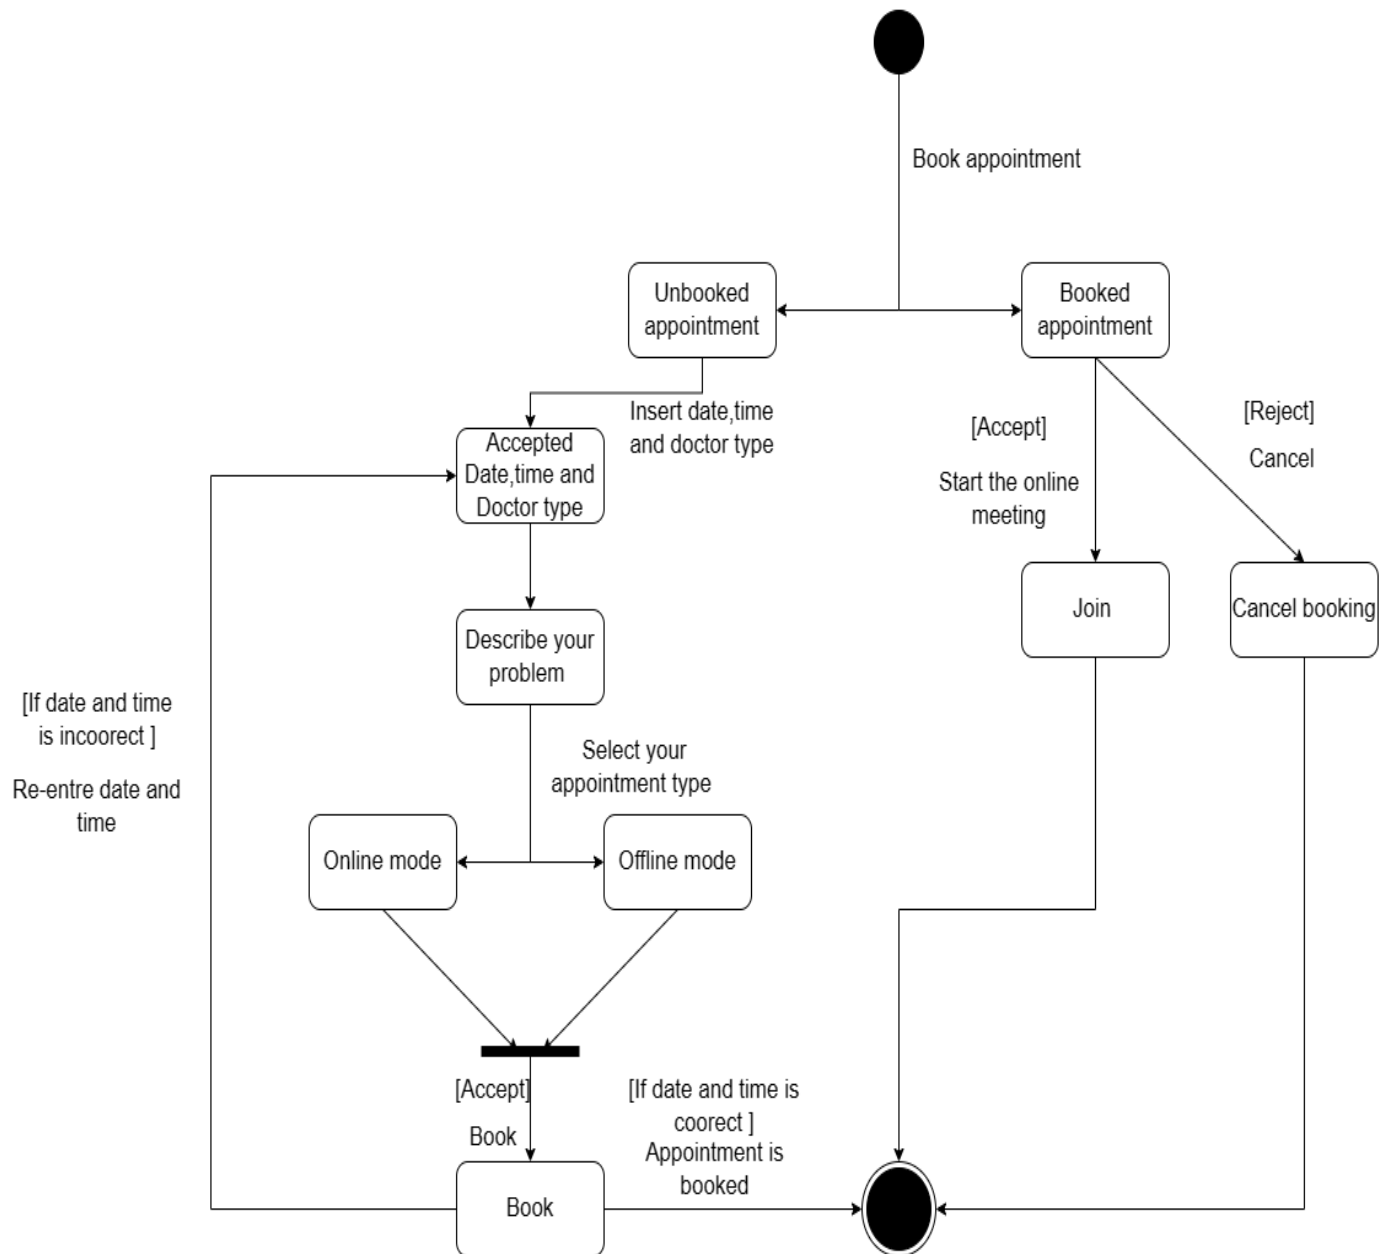 Book appointment
Unbooked
appointment
Booked
appointment
Insert date,time
and doctor type
[Accept]
Start the online
meeting
[Reject]
Cancel
Accepted
Date,time and
Doctor type
Join
Cancel booking
Describe your
problem
[If date and time
is incoorect ]
Re-entre date and
time
Select your
appointment type
Online mode
Offline mode
[Accept]
Book
[If date and time is
coorect ]
Appointment is
booked
Book